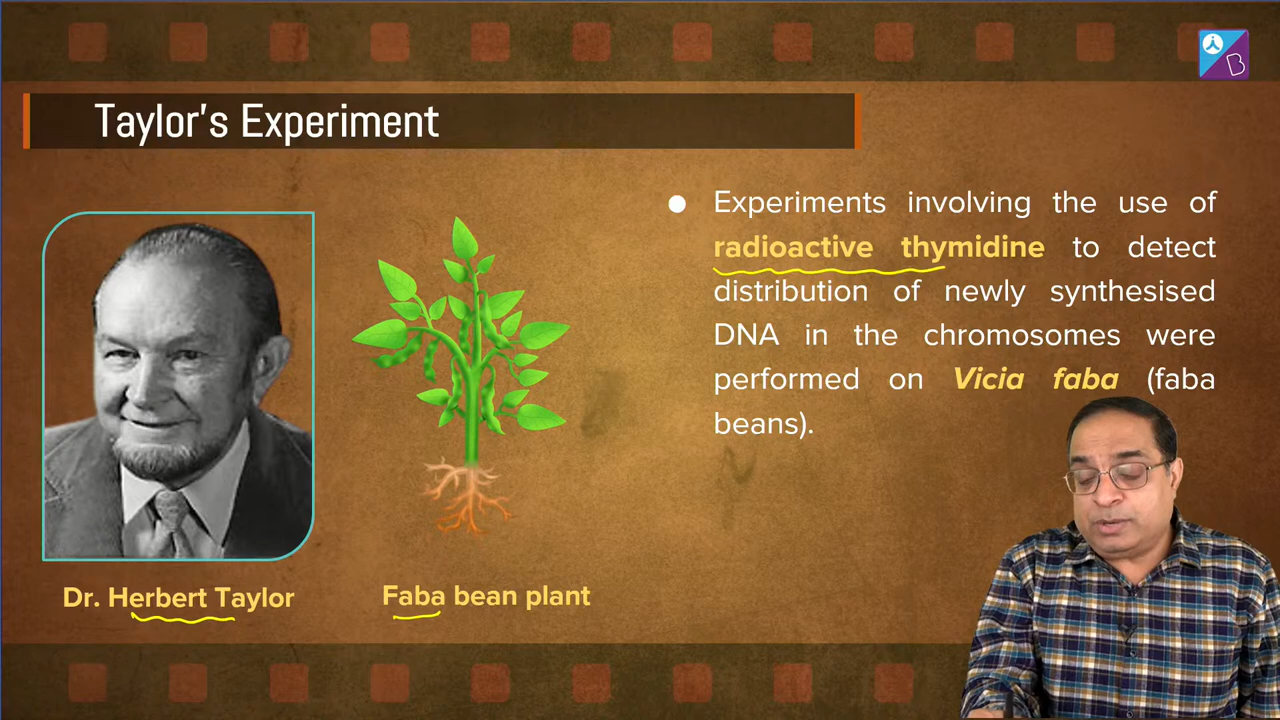 Taylor's Experiment
● Experiments involving the use of
radioactive thymidine to detect
distribution of newly synthesised
DNA in the chromosomes were
performed on Vicia faba (faba
beans).
Dr. Herbert Taylor
Faba bean plant
B